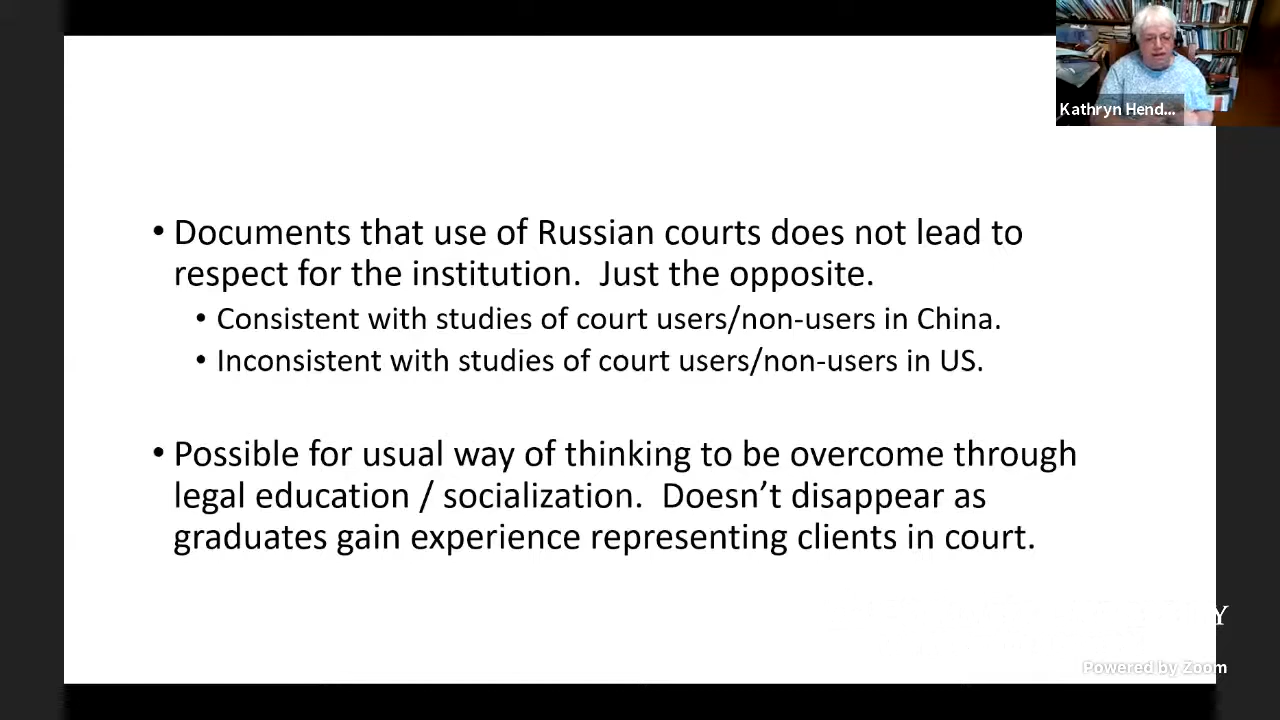 Kathryn Hend...
• Documents that use of Russian courts does not lead to
respect for the institution.  Just the opposite.
• Consistent with studies of court users/non-users in China.
• Inconsistent with studies of court users/non-users in US.
• Possible for usual way of thinking to be overcome through
legal education / socialization.  Doesn’t disappear as
graduates gain experience representing clients in court.
Y
Powered by Zoom